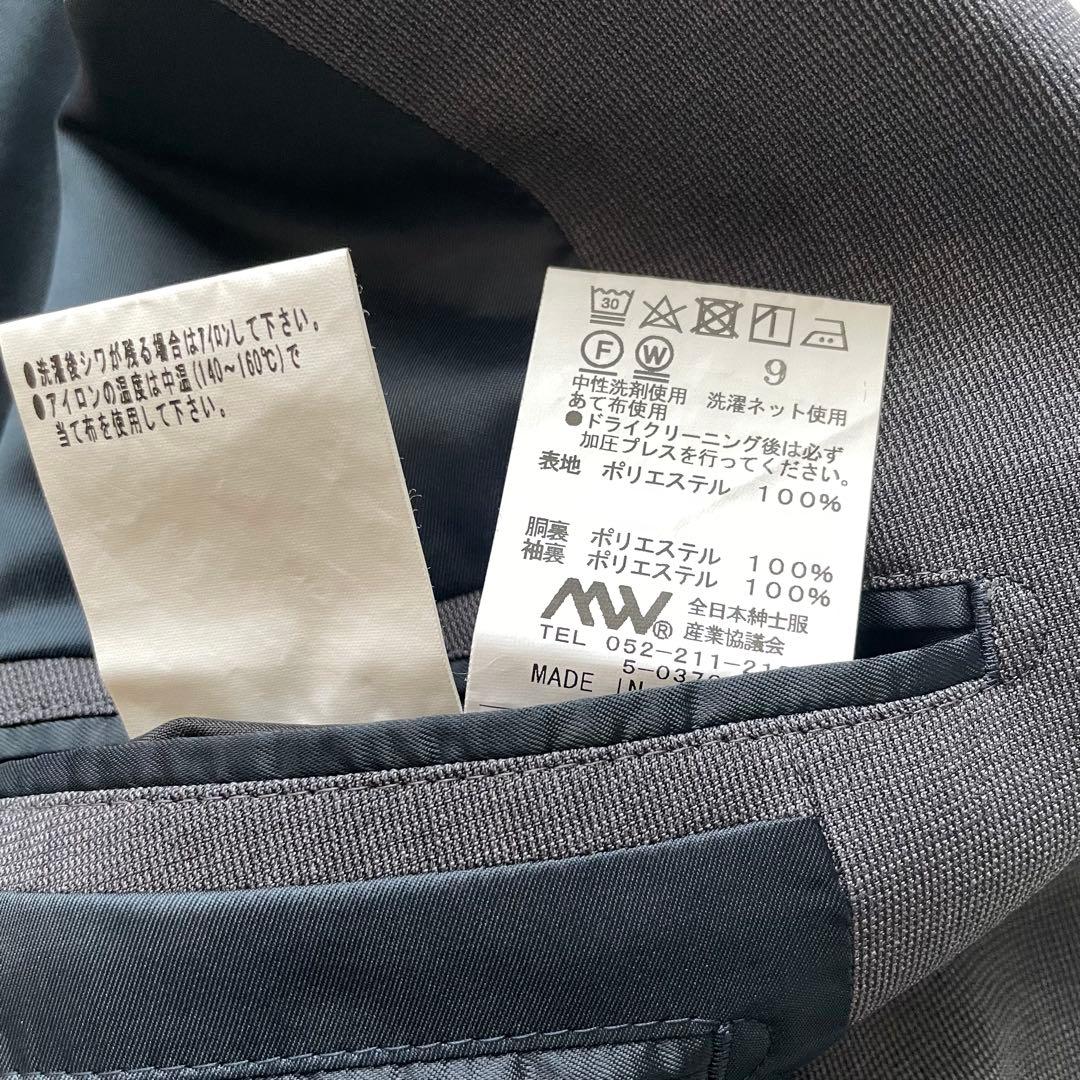 ●洗濯後シワが残る場合はｱｲﾛﾝして下さい。
●アイロンの温度は中温(140～160℃)で
当て布を使用して下さい。
30
F W 9
中性洗剤使用 洗濯ネット使用
あて布使用
●ドライクリーニング後は必ず
加圧プレスを行ってください。
表地 ポリエステル 100%
胴裏 ポリエステル 100%
袖裏 ポリエステル 100%
MW® 全日本紳士服
産業協議会
TEL 052-211-21
5-037
MADE IN